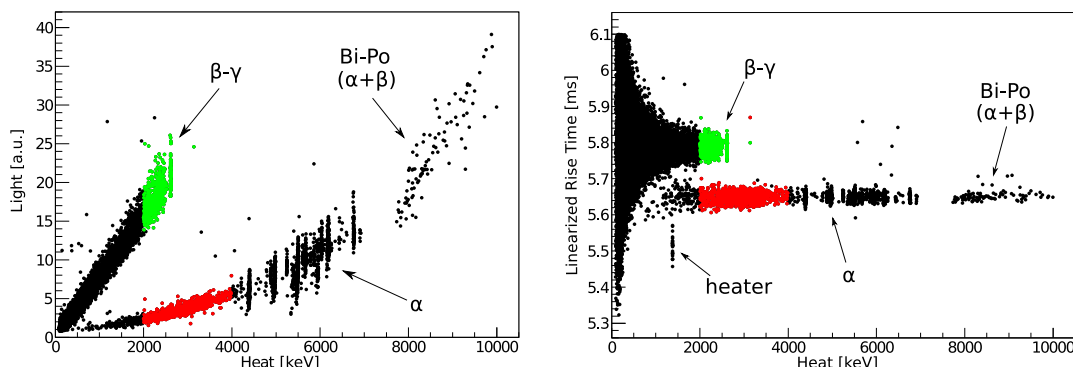 40
35
30
25
20
15
10
5
0
Light [a.u.]
β-γ
Bi-Po
(α+β)
α
0 2000 4000 6000 8000 10000
Heat [keV]
6.1
6
5.9
5.8
5.7
5.6
5.5
5.4
5.3
Linearized Rise Time [ms]
β-γ
Bi-Po
(α+β)
α
heater
0 2000 4000 6000 8000 10000
Heat [keV]